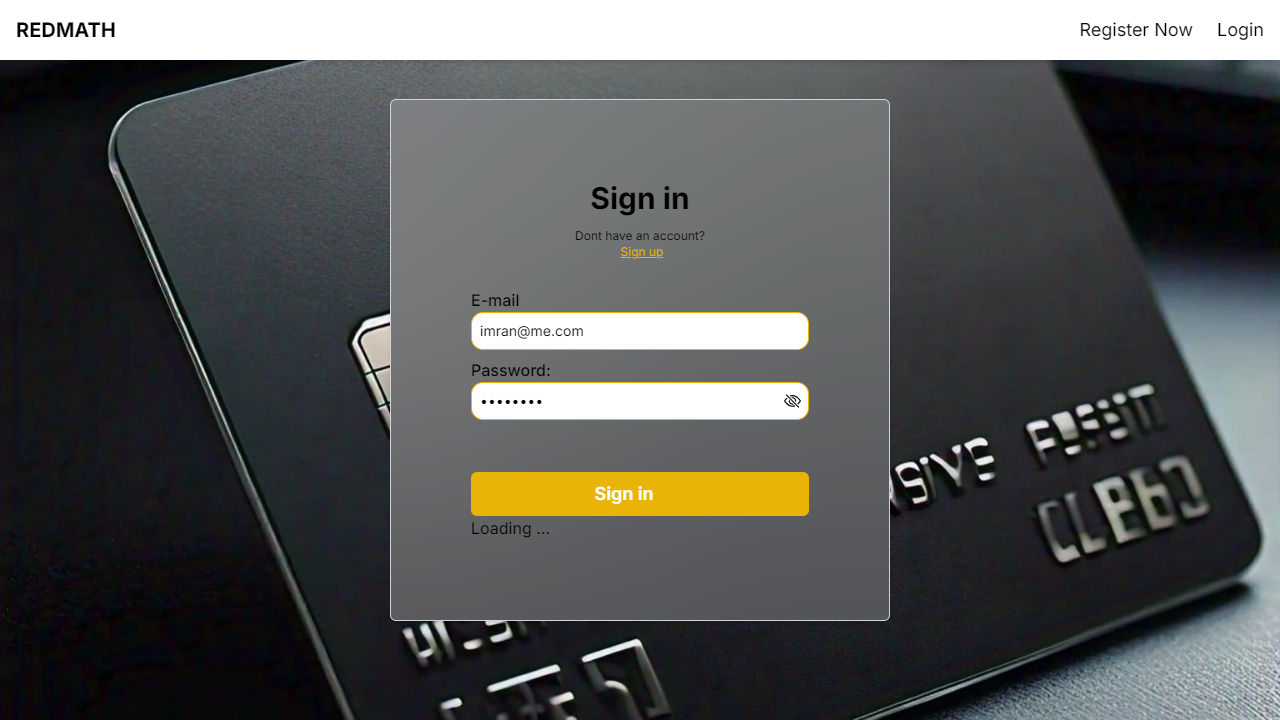 REDMATH
Register Now
Login
Sign in
Dont have an account?
Sign up
E-mail
imran@me.com
Password:
••••••••
Sign in
Loading ...